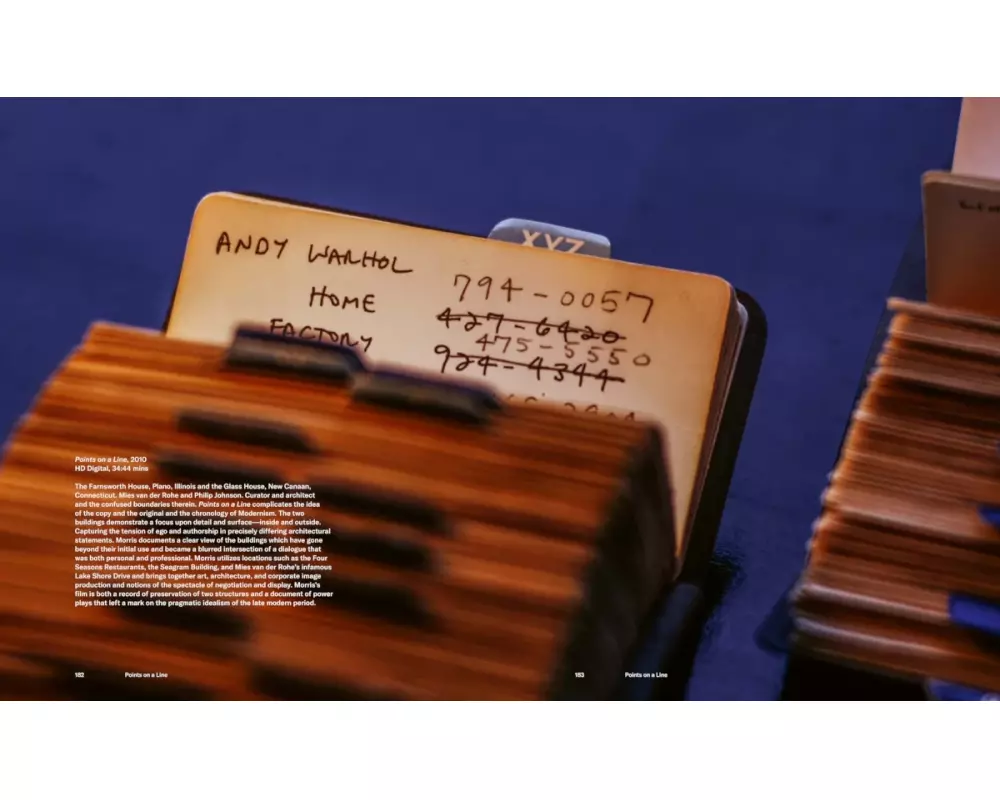 XYZ
ANDY WARHOL 794-0057
HOME 427-6420
475-5550
FACTORY 924-4344
Points on a Line, 2010
HD Digital, 34:44 mins
The Farnsworth House, Plano, Illinois and the Glass House, New Canaan,
Connecticut. Mies van der Rohe and Philip Johnson. Curator and architect
and the confused boundaries therein. Points on a Line complicates the idea
of the copy and the original and the chronology of Modernism. The two
buildings demonstrate a focus upon detail and surface—inside and outside.
Capturing the tension of ego and authorship in precisely differing architectural
statements. Morris documents a clear view of the buildings which have gone
beyond their initial use and became a blurred intersection of a dialogue that
was both personal and professional. Morris utilizes locations such as the Four
Seasons Restaurants, the Seagram Building, and Mies van der Rohe's infamous
Lake Shore Drive and brings together art, architecture, and corporate image
production and notions of the spectacle of negotiation and display. Morris's
film is both a record of preservation of two structures and a document of power
plays that left a mark on the pragmatic idealism of the late modern period.
182 Points on a Line
183 Points on a Line